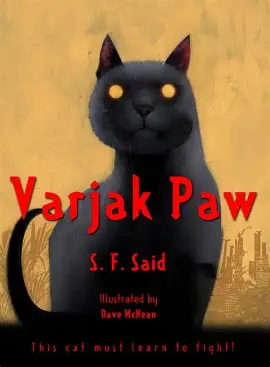 Varjak Paw
S. F. Said
Illustrated by
Dave McKean
This cat must learn to fight!